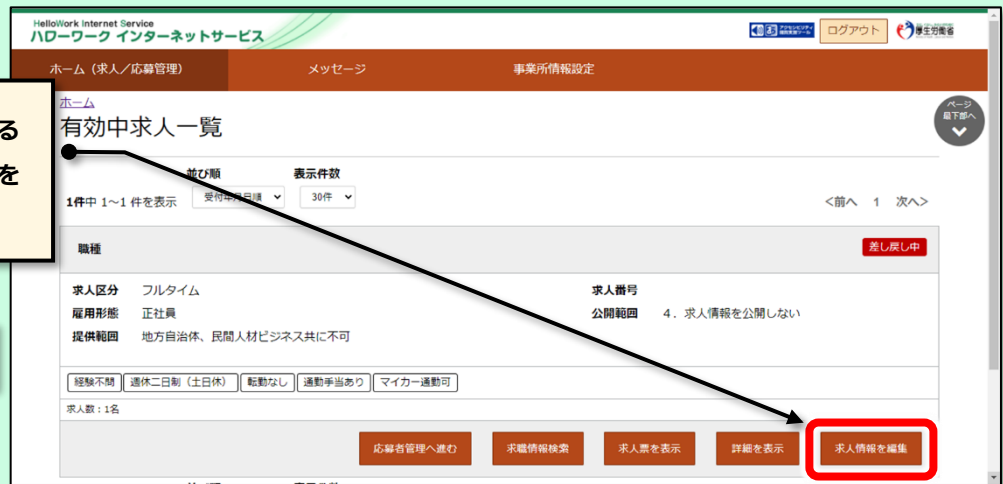 HelloWork Internet Service
ハローワーク インターネットサービス
ログアウト
厚生労働省
ホーム（求人／応募管理）
メッセージ
事業所情報設定
ホーム
有効中求人一覧
ページ
最下部へ
る
を
並び順
表示件数
1件中 1～1 件を表示
受付年月日順
30件
<前へ 1 次へ>
職種
差し戻し中
求人区分 フルタイム
求人番号
雇用形態 正社員
公開範囲 4．求人情報を公開しない
提供範囲 地方自治体、民間人材ビジネス共に不可
経験不問 週休二日制（土日休） 転勤なし 通勤手当あり マイカー通勤可
求人数：1名
応募者管理へ進む
求職情報検索
求人票を表示
詳細を表示
求人情報を編集